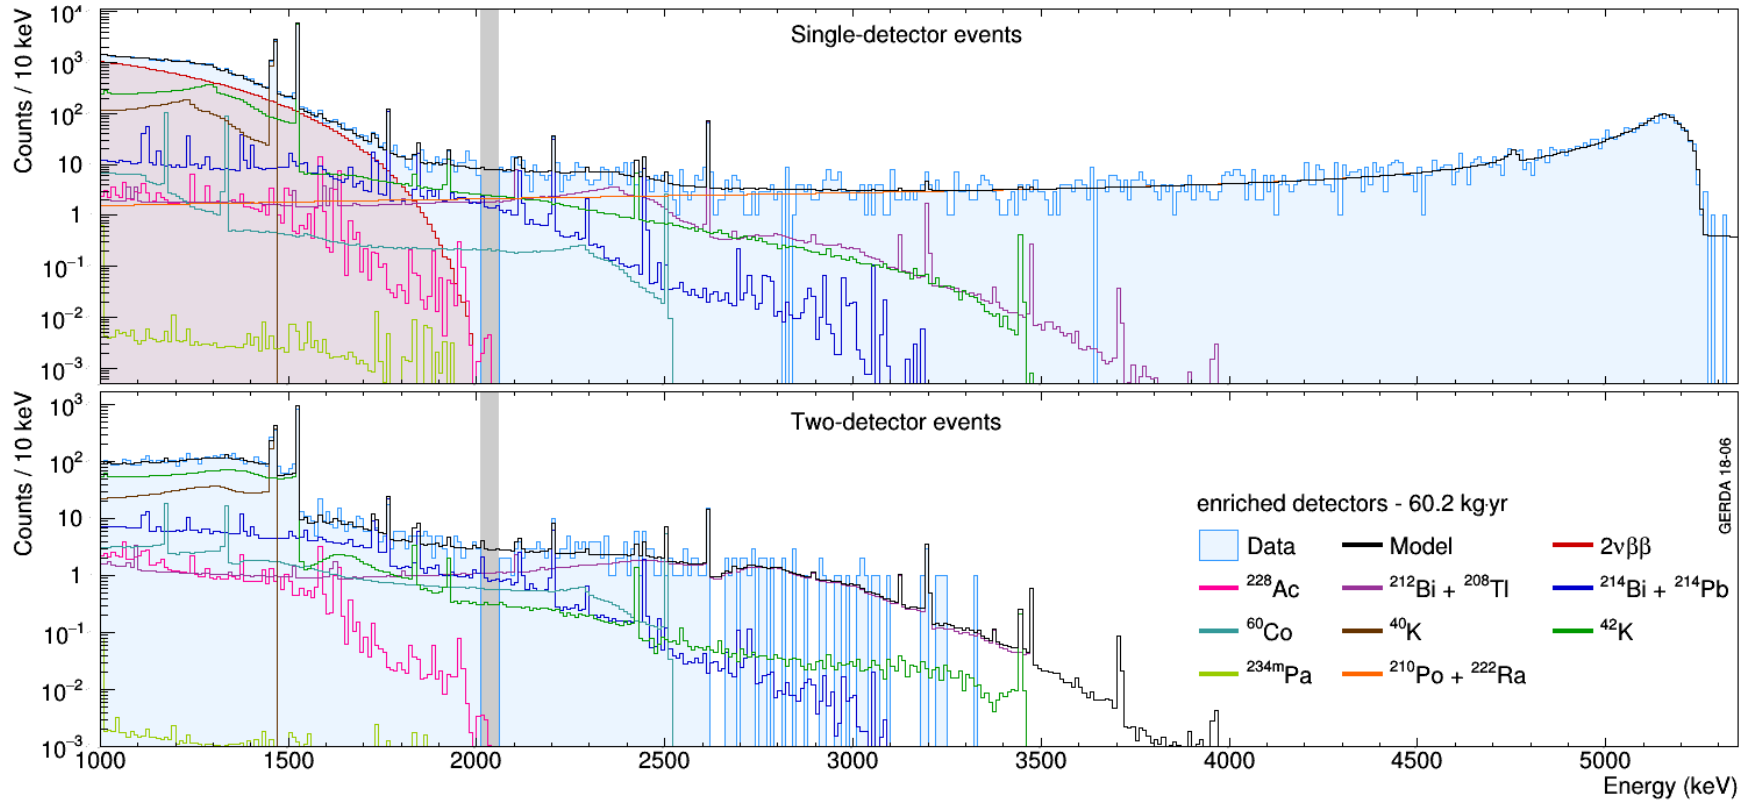 Single-detector events
Counts / 10 keV
10⁴
10³
10²
10
1
10⁻¹
10⁻²
10⁻³
Two-detector events
Counts / 10 keV
10³
10²
10
1
10⁻¹
10⁻²
10⁻³
enriched detectors - 60.2 kg·yr
Data
Model
2νββ
²²⁸Ac
²¹²Bi + ²⁰⁸Tl
²¹⁴Bi + ²¹⁴Pb
⁶⁰Co
⁴⁰K
⁴²K
²³⁴ᵐPa
²¹⁰Po + ²²²Ra
GERDA 18-06
1000 1500 2000 2500 3000 3500 4000 4500 5000
Energy (keV)